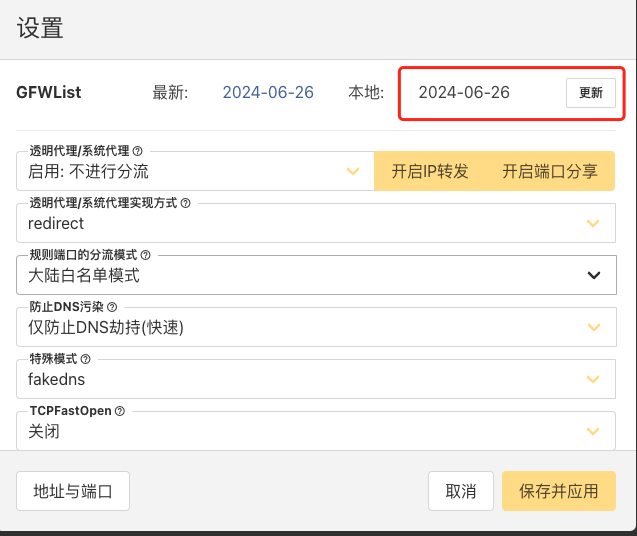 设置
GFWList 最新: 2024-06-26 本地: 2024-06-26 更新
透明代理/系统代理
启用: 不进行分流 开启IP转发 开启端口分享
透明代理/系统代理实现方式
redirect
规则端口的分流模式
大陆白名单模式
防止DNS污染
仅防止DNS劫持(快速)
特殊模式
fakedns
TCPFastOpen
关闭
地址与端口 取消 保存并应用